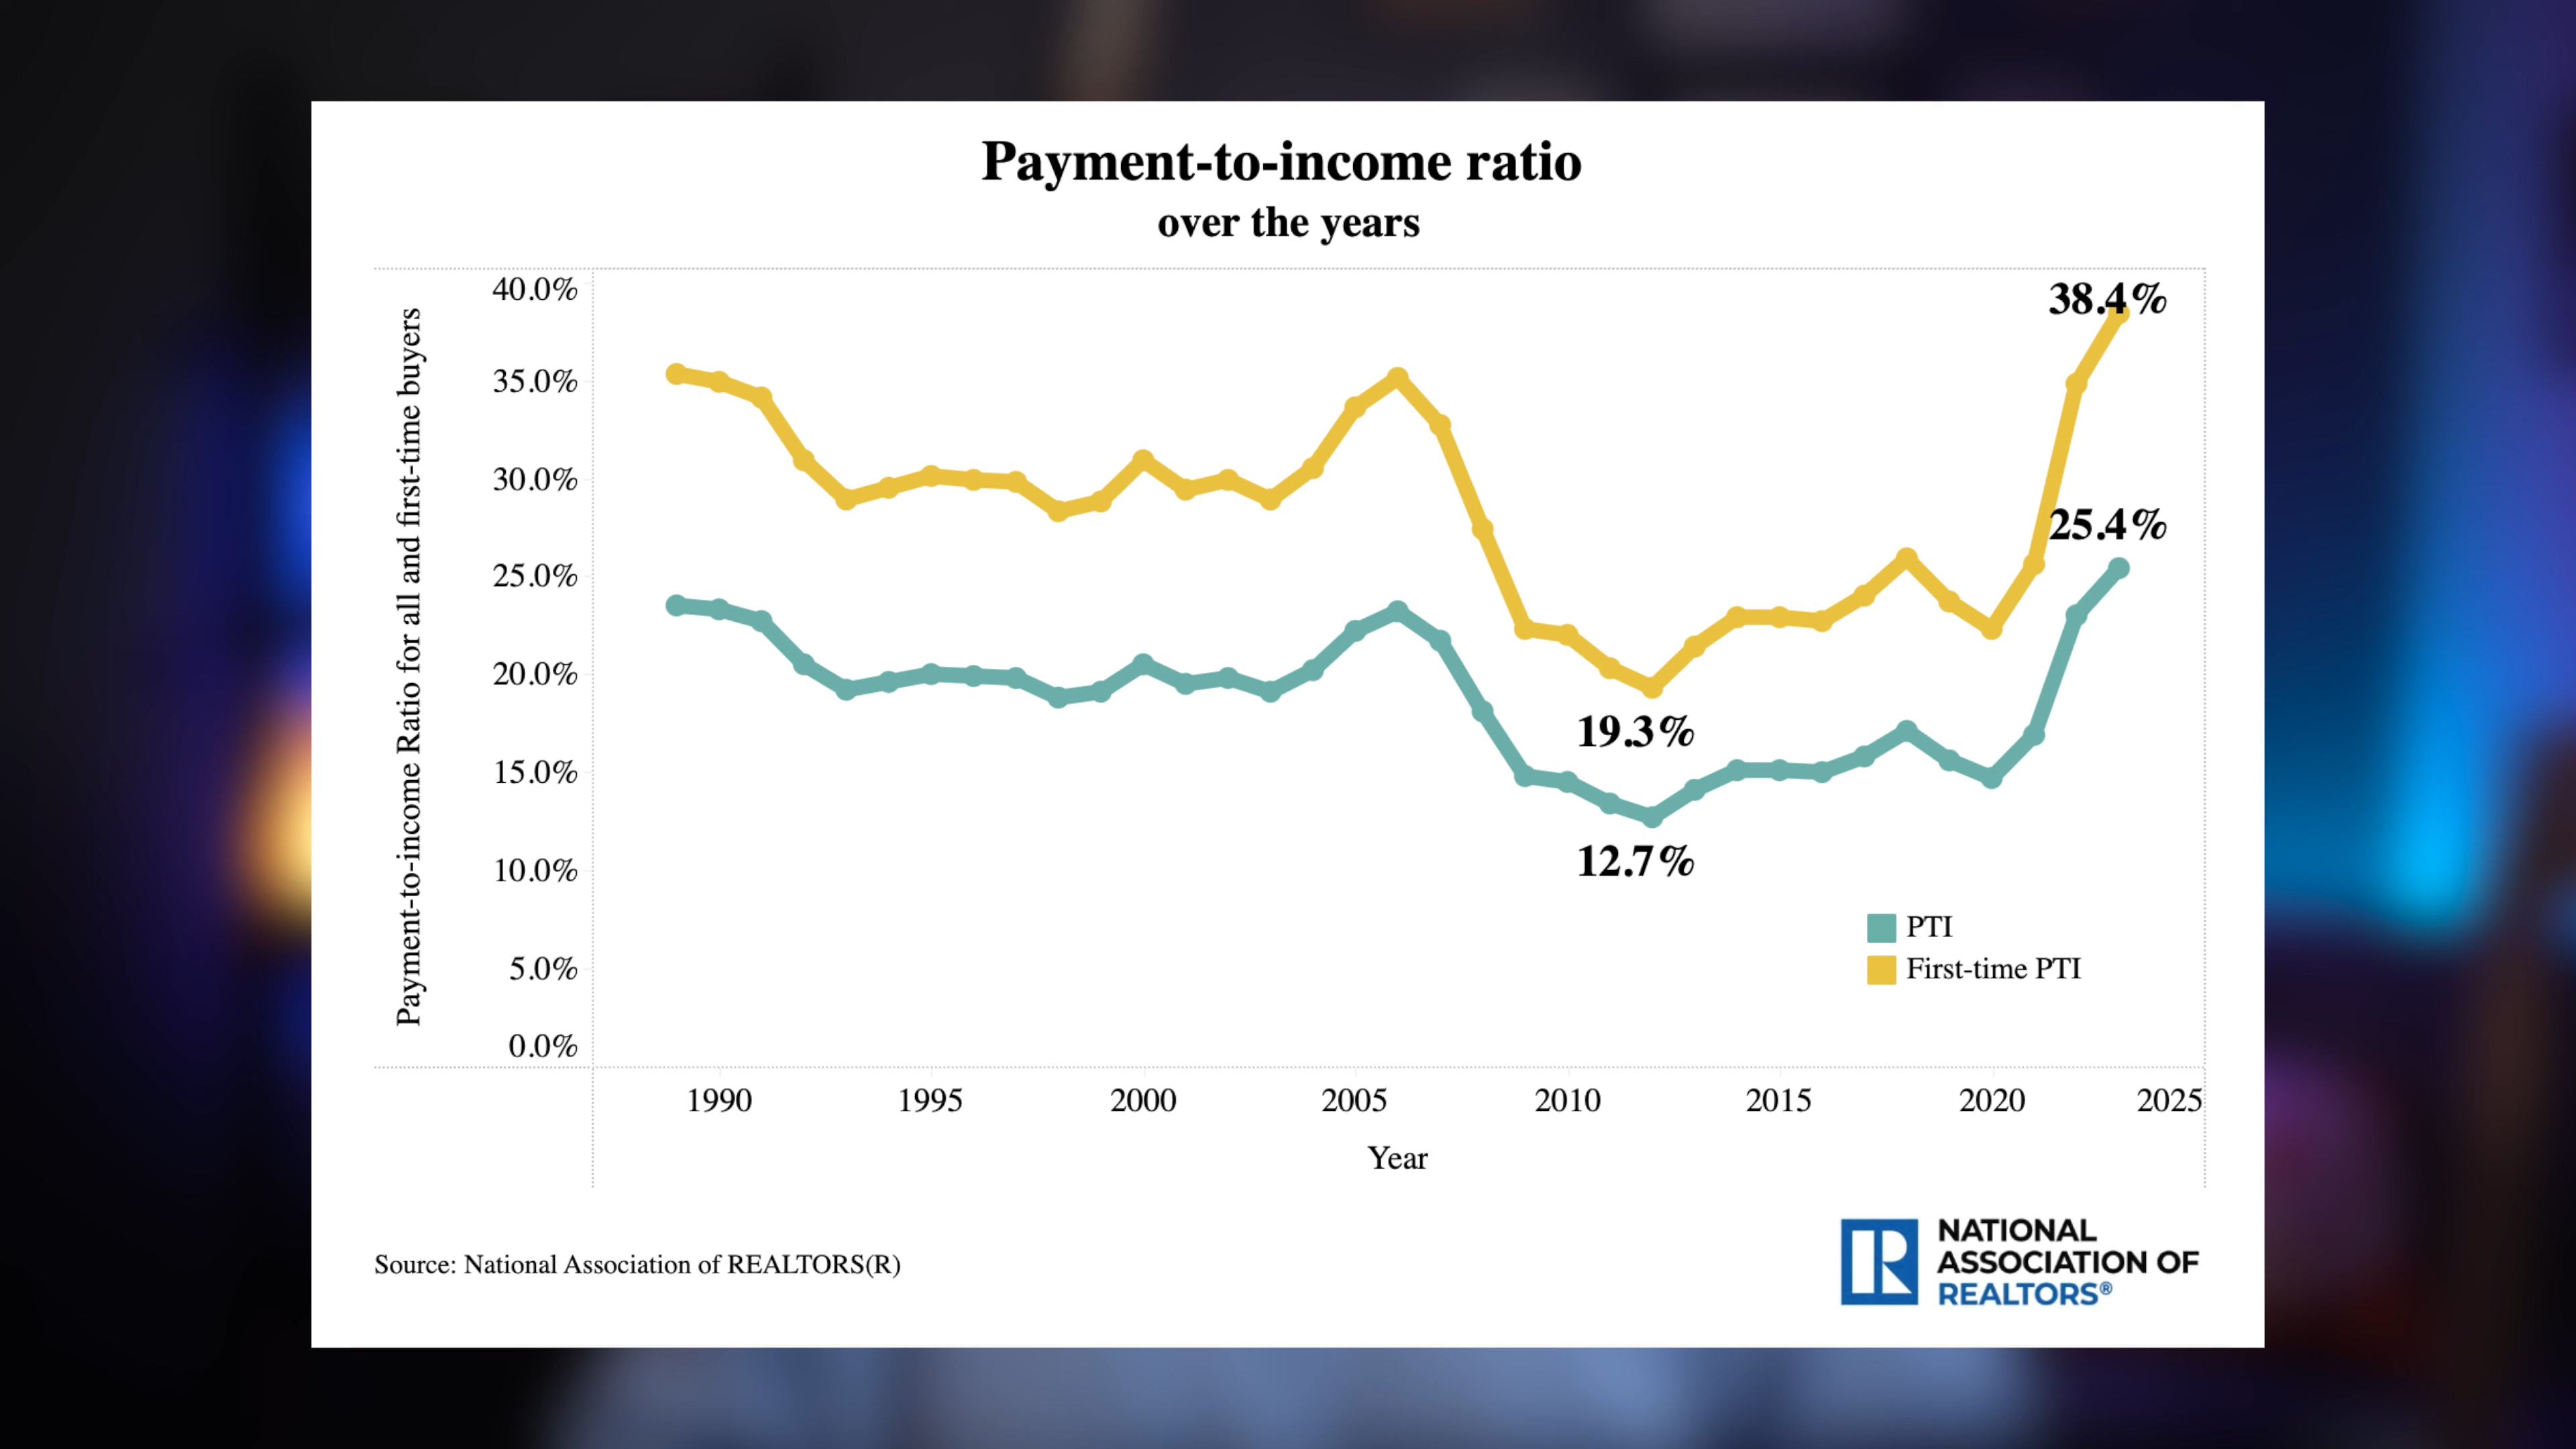 Payment-to-income ratio
over the years
Payment-to-income Ratio for all and first-time buyers
40.0%
35.0%
30.0%
25.0%
20.0%
15.0%
10.0%
5.0%
0.0%
38.4%
25.4%
19.3%
12.7%
PTI
First-time PTI
1990 1995 2000 2005 2010 2015 2020 2025
Year
Source: National Association of REALTORS(R)
NATIONAL
ASSOCIATION OF
REALTORS®